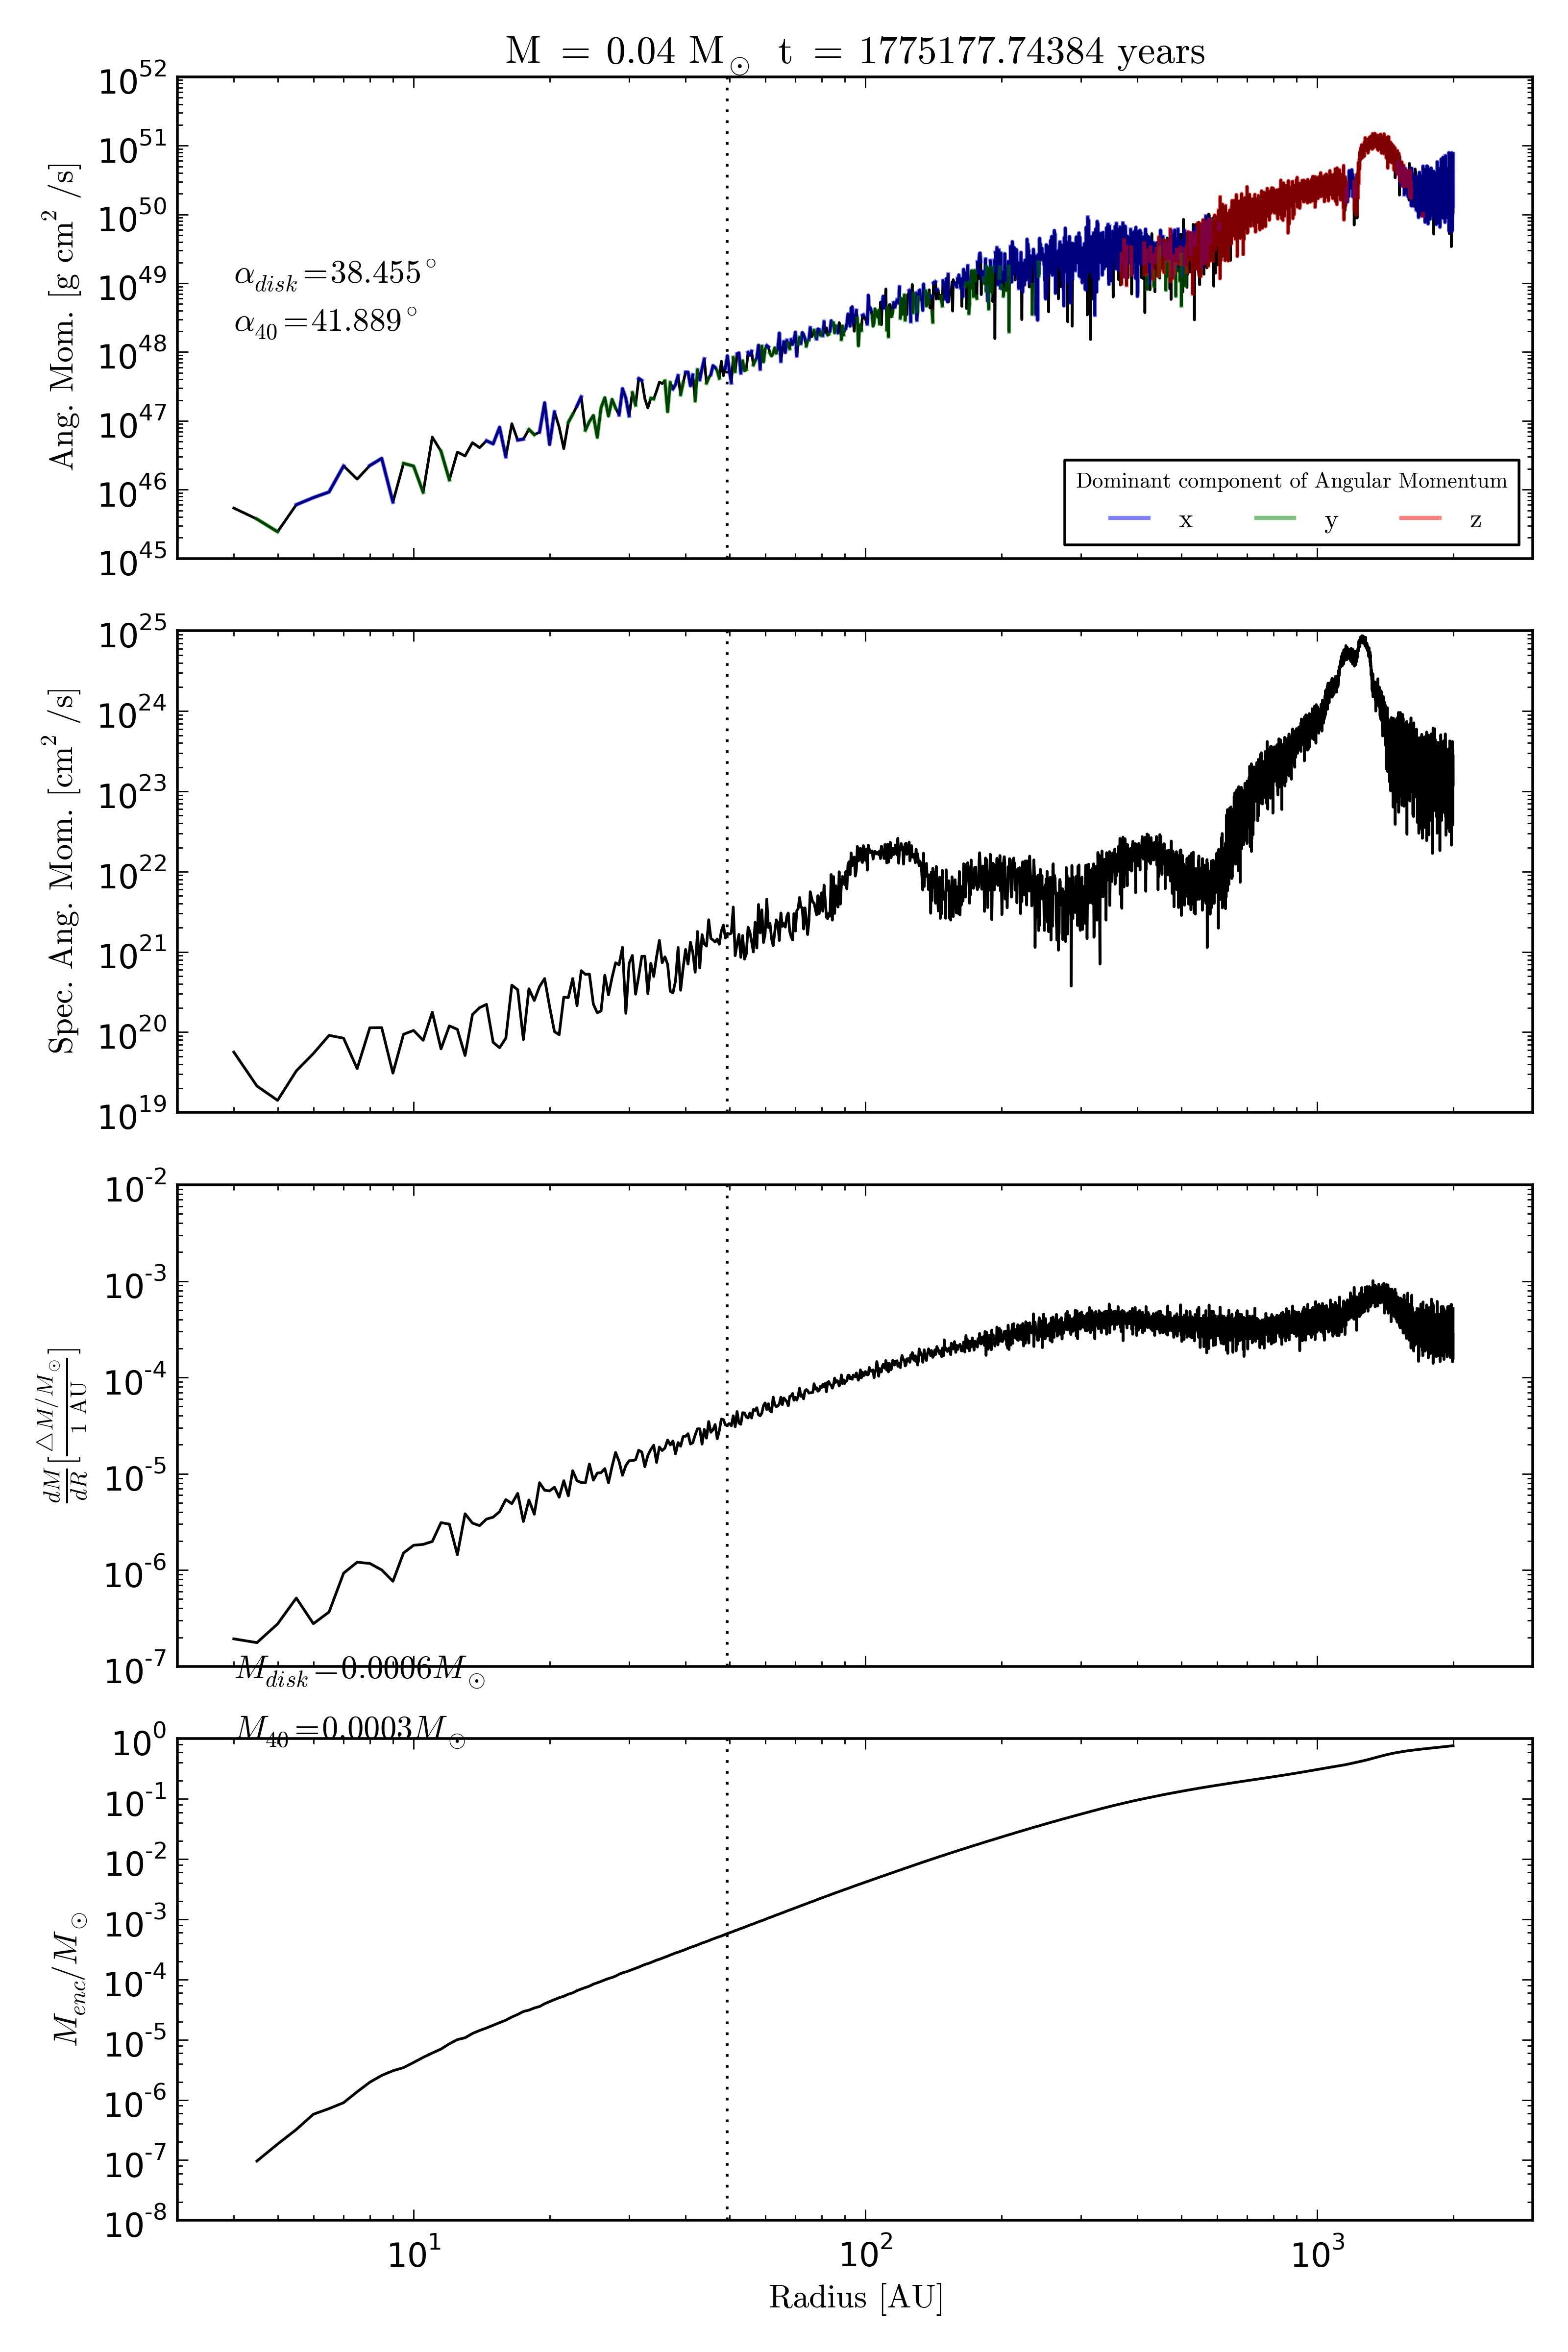 M = 0.04 M⊙ t = 1775177.74384 years
10^52
10^51
10^50
10^49
10^48
10^47
10^46
10^45
Ang. Mom. [g cm^2 /s]
α_disk=38.455°
α_40=41.889°
Dominant component of Angular Momentum
x y z
10^25
10^24
10^23
10^22
10^21
10^20
10^19
Spec. Ang. Mom. [cm^2 /s]
10^-2
10^-3
10^-4
10^-5
10^-6
10^-7
dM/dR [△M/M⊙ / 1 AU]
M_disk=0.0006M⊙
M_40=0.0003M⊙
10^0
10^-1
10^-2
10^-3
10^-4
10^-5
10^-6
10^-7
10^-8
M_enc/M⊙
10^1 10^2 10^3
Radius [AU]